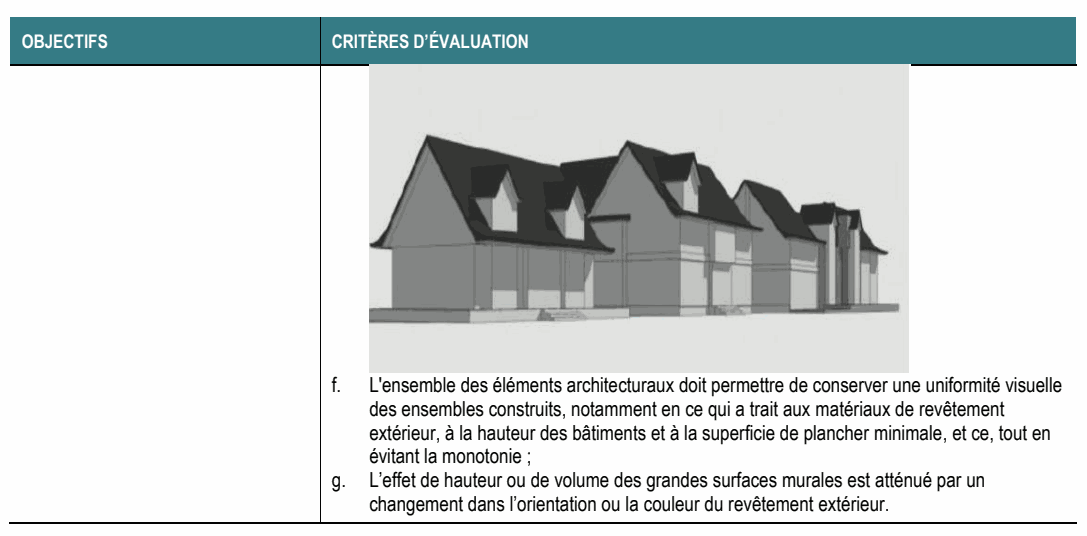 OBJECTIFS CRITÈRES D'ÉVALUATION
f. L'ensemble des éléments architecturaux doit permettre de conserver une uniformité visuelle
des ensembles construits, notamment en ce qui a trait aux matériaux de revêtement
extérieur, à la hauteur des bâtiments et à la superficie de plancher minimale, et ce, tout en
évitant la monotonie ;
g. L’effet de hauteur ou de volume des grandes surfaces murales est atténué par un
changement dans l’orientation ou la couleur du revêtement extérieur.